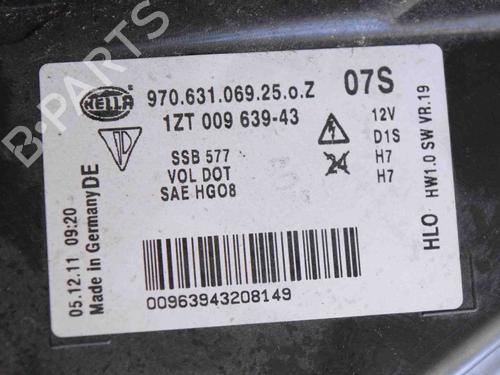 B-PARTS
HELLA
970.631.069.25.o.Z 07S
1ZT 009 639-43
12V
D1S
24 H7
H7
SSB 577
VOL DOT
SAE HG08
HLO HW1.0 SW VR.19
05.12.11 09:20
Made in Germany DE
00963943208149